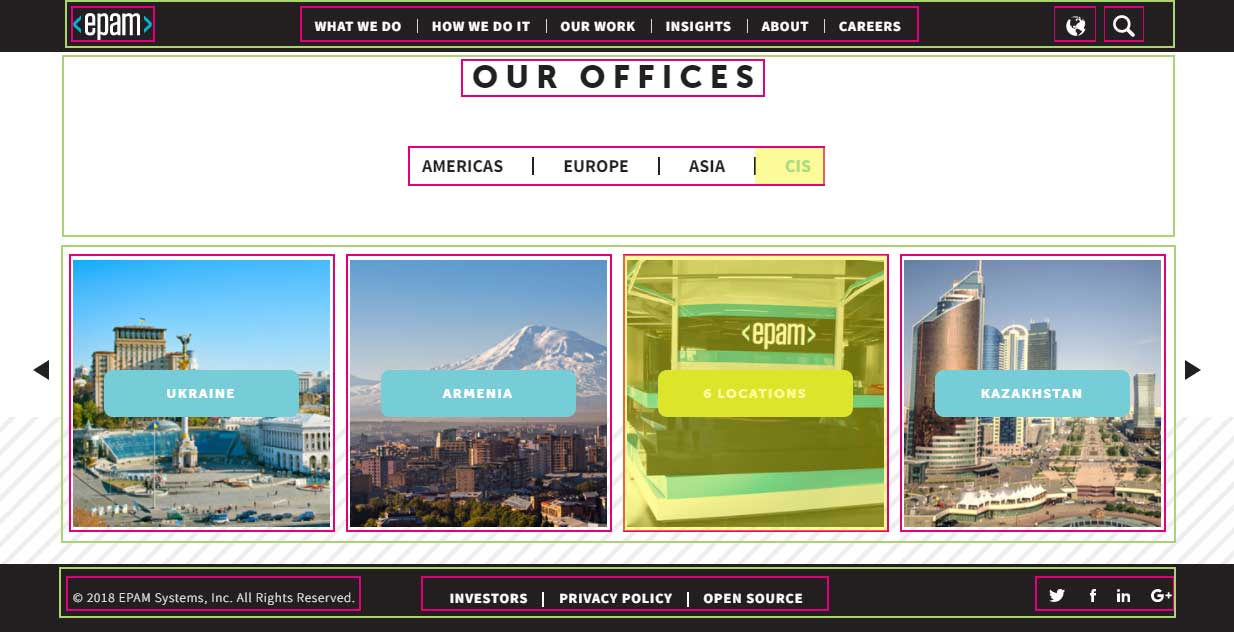 <epam>
WHAT WE DO | HOW WE DO IT | OUR WORK | INSIGHTS | ABOUT | CAREERS
OUR OFFICES
AMERICAS | EUROPE | ASIA | CIS
<epam>
UKRAINE
ARMENIA
6 LOCATIONS
KAZAKHSTAN
© 2018 EPAM Systems, Inc. All Rights Reserved.
INVESTORS | PRIVACY POLICY | OPEN SOURCE
f in G+